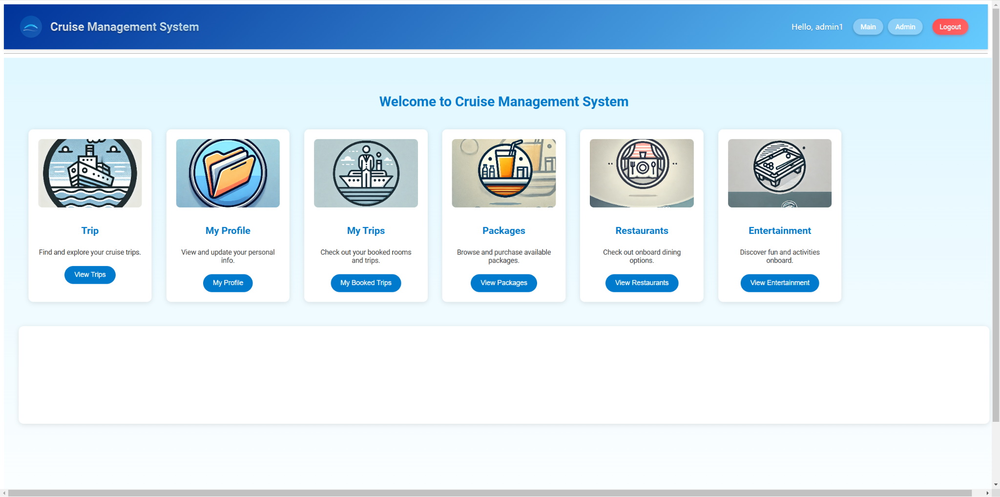 Cruise Management System
Hello, admin1
Main
Admin
Logout
Welcome to Cruise Management System
Trip
Find and explore your cruise trips.
View Trips
My Profile
View and update your personal
info.
My Profile
My Trips
Check out your booked rooms
and trips.
My Booked Trips
Packages
Browse and purchase available
packages.
View Packages
Restaurants
Check out onboard dining
options.
View Restaurants
Entertainment
Discover fun and activities
onboard.
View Entertainment